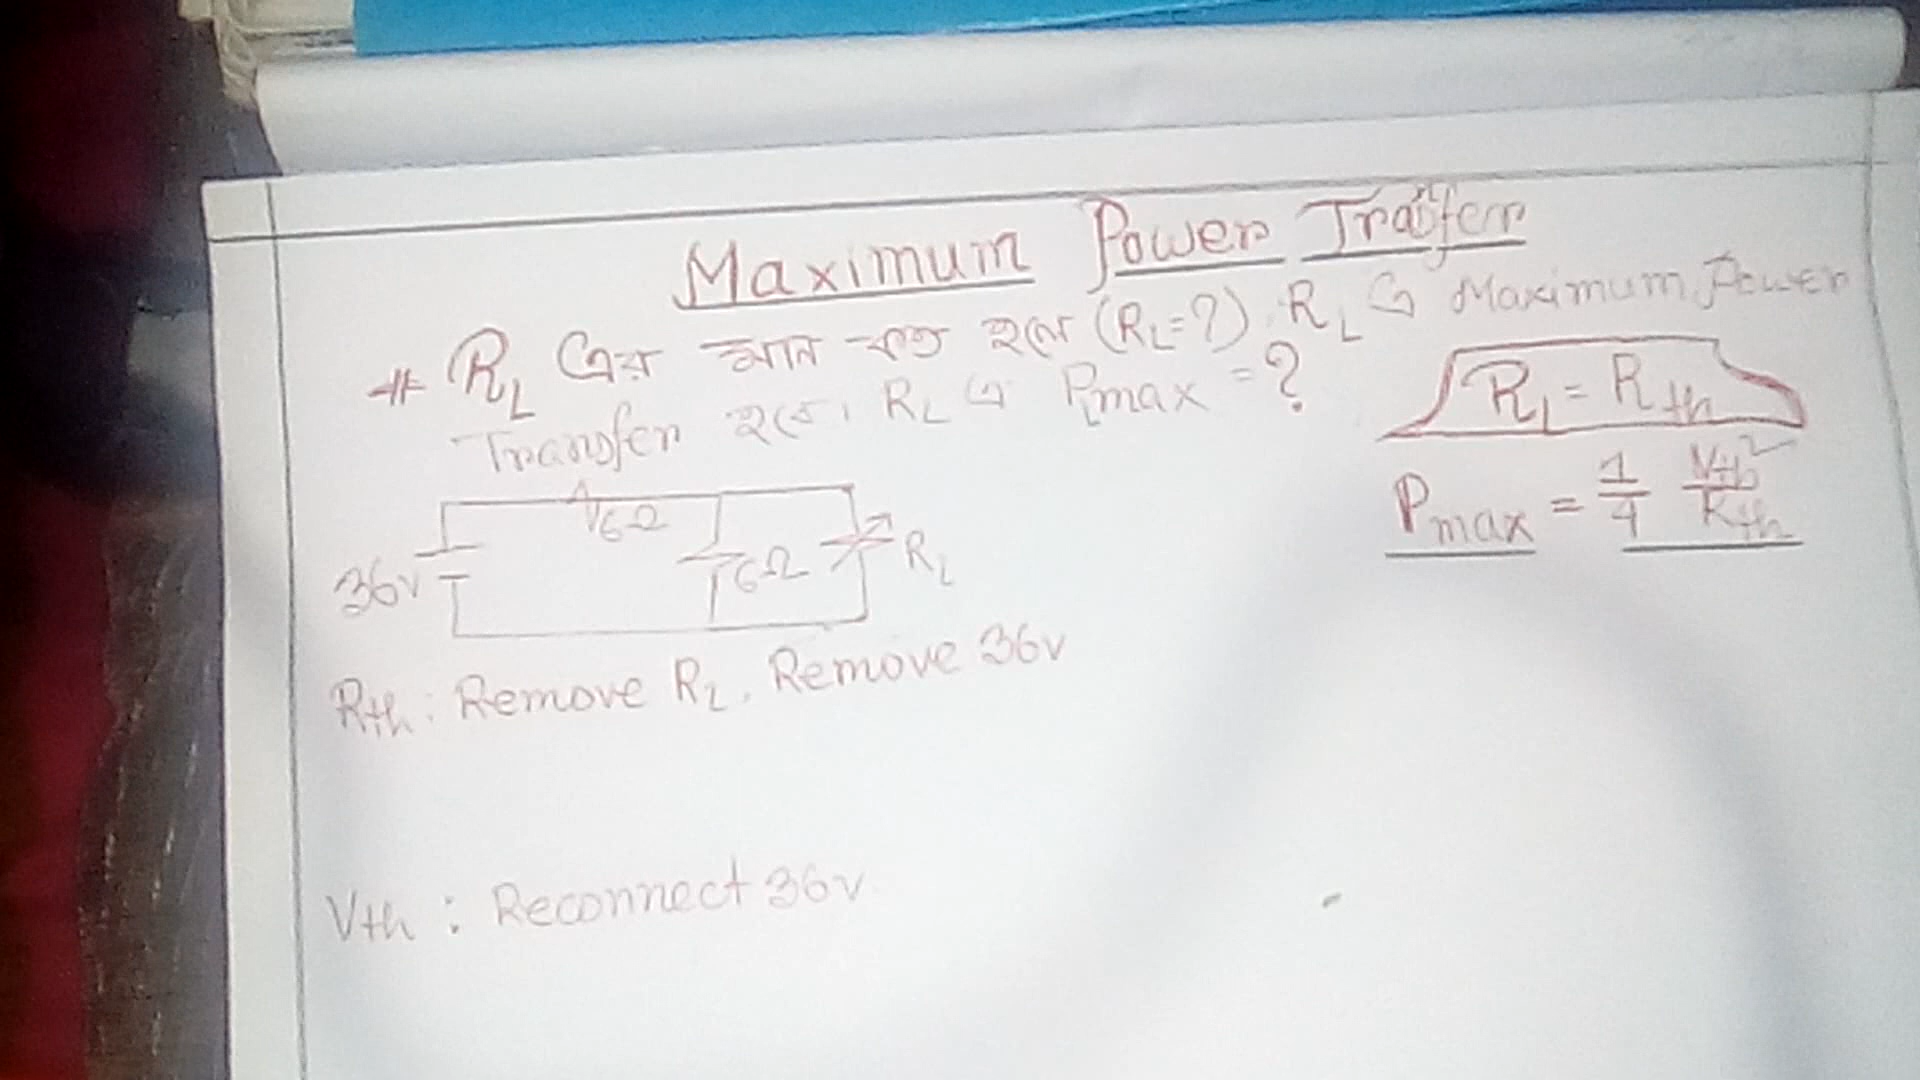 Maximum Power Transfer
# RL এর মান কত হলে (RL=?) RL এ Maximum Power
Transfer হবে। RL এ PLmax = ?
RL = Rth
Pmax = 1/4 Vth²/Rth
6Ω
36v
6Ω
RL
Rth : Remove RL, Remove 36v
Vth : Reconnect 36v